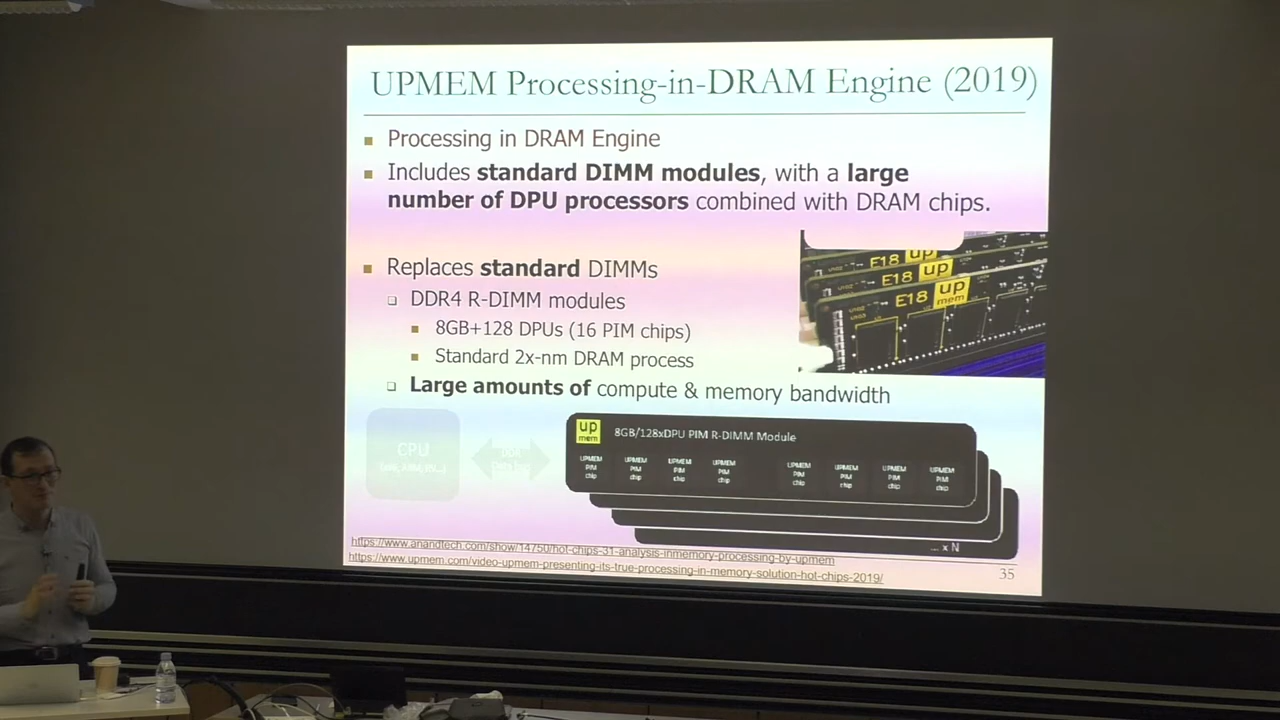 UPMEM Processing-in-DRAM Engine (2019)
Processing in DRAM Engine
Includes standard DIMM modules, with a large
number of DPU processors combined with DRAM chips.
Replaces standard DIMMs
DDR4 R-DIMM modules
8GB+128 DPUs (16 PIM chips)
Standard 2x-nm DRAM process
Large amounts of compute & memory bandwidth
E18 up
E18 up
E18 up
mem
CPU
up
mem
8GB/128xDPU PIM R-DIMM Module
UPMEM UPMEM UPMEM UPMEM UPMEM UPMEM UPMEM UPMEM
PIM PIM PIM PIM PIM PIM PIM PIM
chip chip chip chip chip chip chip chip
... x N
https://www.anandtech.com/show/14750/hot-chips-31-analysis-inmemory-processing-by-upmem
https://www.upmem.com/video-upmem-presenting-its-true-processing-in-memory-solution-hot-chips-2019/
35